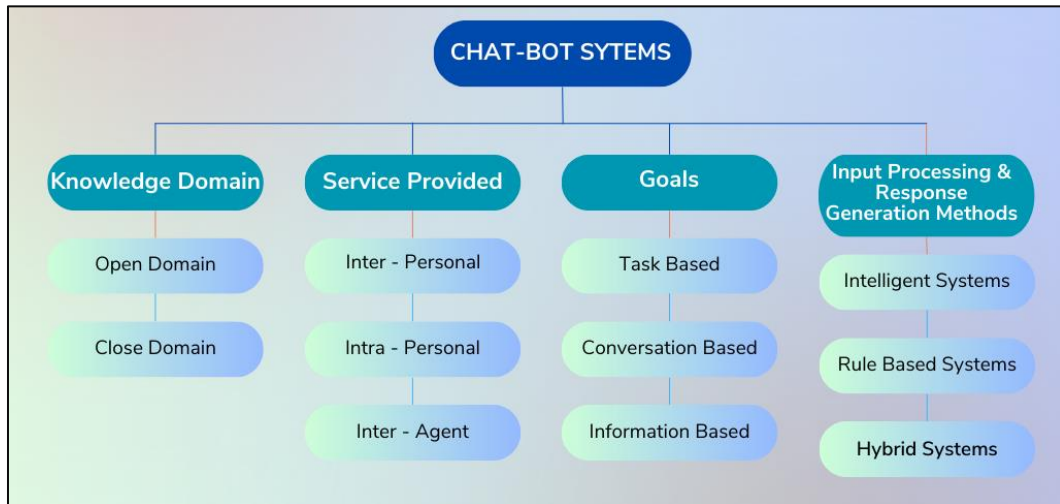 CHAT-BOT SYTEMS
Knowledge Domain
Open Domain
Close Domain
Service Provided
Inter - Personal
Intra - Personal
Inter - Agent
Goals
Task Based
Conversation Based
Information Based
Input Processing &
Response
Generation Methods
Intelligent Systems
Rule Based Systems
Hybrid Systems